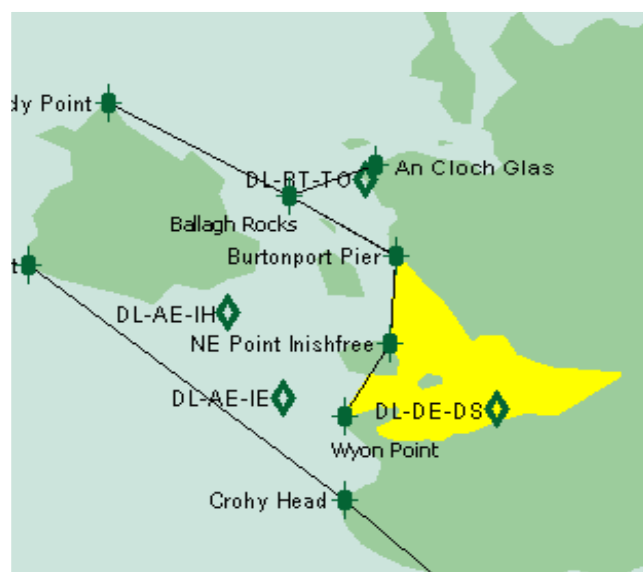 dy Point
DL-BT-TO
An Cloch Glas
Ballagh Rocks
Burtonport Pier
t
DL-AE-IH
NE Point Inishfree
DL-AE-IE
DL-DE-DS
Wyon Point
Crohy Head